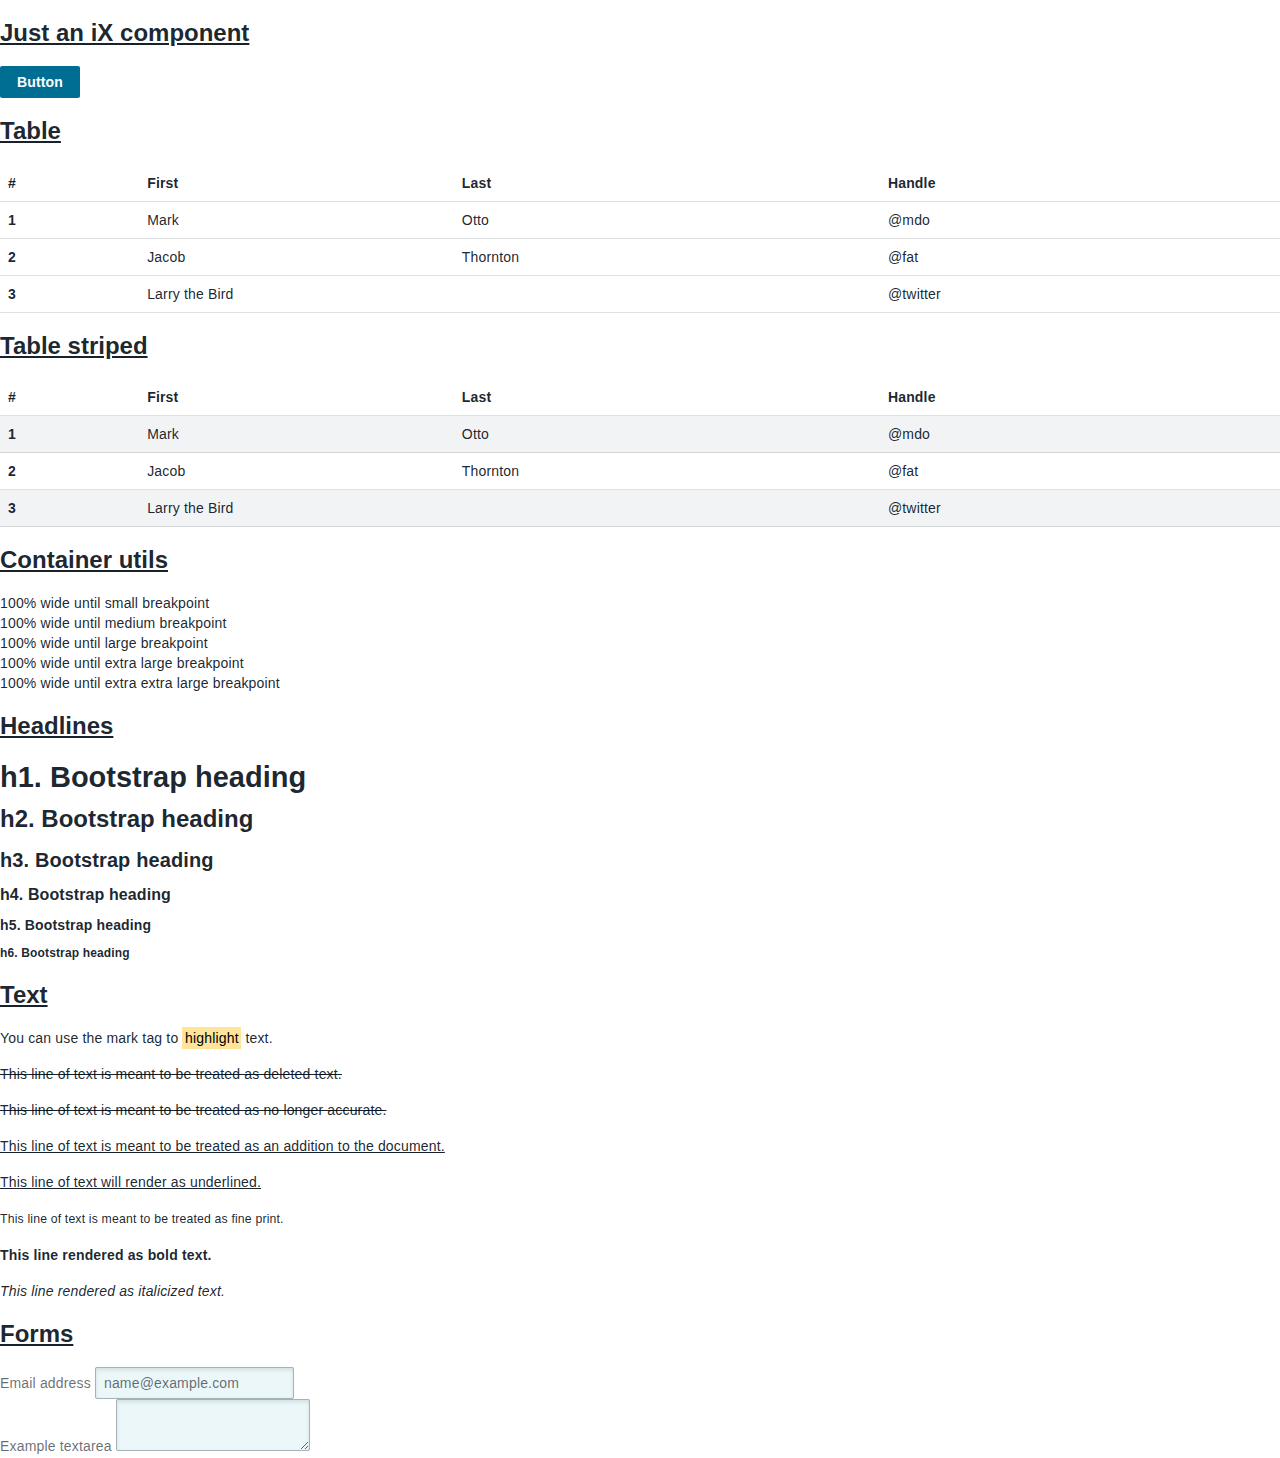 Just an iX component
Button
Table
# First Last Handle
1 Mark Otto @mdo
2 Jacob Thornton @fat
3 Larry the Bird @twitter
Table striped
# First Last Handle
1 Mark Otto @mdo
2 Jacob Thornton @fat
3 Larry the Bird @twitter
Container utils
100% wide until small breakpoint
100% wide until medium breakpoint
100% wide until large breakpoint
100% wide until extra large breakpoint
100% wide until extra extra large breakpoint
Headlines
h1. Bootstrap heading
h2. Bootstrap heading
h3. Bootstrap heading
h4. Bootstrap heading
h5. Bootstrap heading
h6. Bootstrap heading
Text
You can use the mark tag to highlight text.
This line of text is meant to be treated as deleted text.
This line of text is meant to be treated as no longer accurate.
This line of text is meant to be treated as an addition to the document.
This line of text will render as underlined.
This line of text is meant to be treated as fine print.
This line rendered as bold text.
This line rendered as italicized text.
Forms
Email address name@example.com
Example textarea